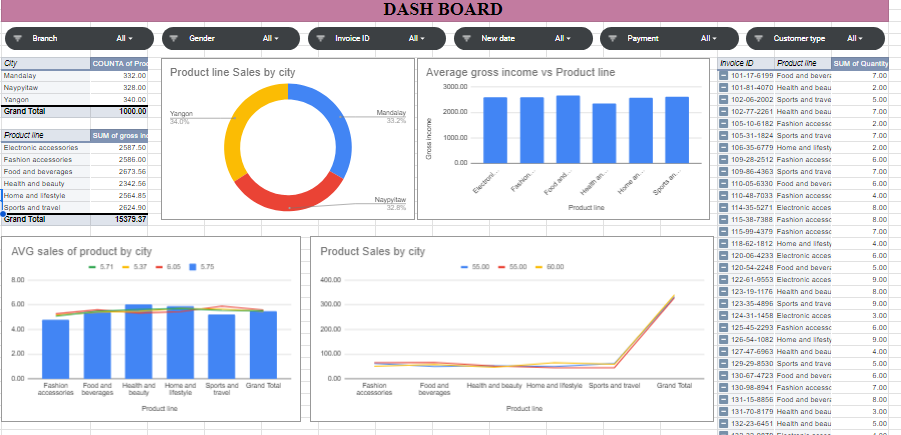 DASH BOARD
Branch All
Gender All
Invoice ID All
New date All
Payment All
Customer type All
City COUNTA of Proc
Mandalay 332.00
Naypyitaw 328.00
Yangon 340.00
Grand Total 1000.00
Product line SUM of gross inc
Electronic accessories 2587.50
Fashion accessories 2586.00
Food and beverages 2673.56
Health and beauty 2342.56
Home and lifestyle 2564.85
Sports and travel 2624.90
Grand Total 15379.37
Product line Sales by city
Yangon
34.0%
Mandalay
33.2%
Naypyitaw
32.8%
Average gross income vs Product line
Gross income
3000.00
2000.00
1000.00
0.00
Electroni...
Fashion...
Food and...
Health an...
Home an...
Sports an...
Product line
AVG sales of product by city
5.71 5.37 6.05 5.75
8.00
6.00
4.00
2.00
0.00
Fashion accessories
Food and beverages
Health and beauty
Home and lifestyle
Sports and travel
Grand Total
Product line
Product Sales by city
55.00 55.00 60.00
400.00
300.00
200.00
100.00
0.00
Fashion accessories
Food and beverages
Health and beauty
Home and lifestyle
Sports and travel
Grand Total
Product line
Invoice ID Product line SUM of Quantity
101-17-6199 Food and bevera 7.00
101-81-4070 Health and beau 2.00
102-06-2002 Sports and trave 5.00
102-77-2261 Health and beau 7.00
105-10-6182 Fashion accessc 2.00
105-31-1824 Sports and trave 7.00
106-35-6779 Home and lifesty 2.00
109-28-2512 Fashion accessc 6.00
109-86-4363 Sports and trave 7.00
110-05-6330 Food and bevera 6.00
110-48-7033 Fashion accessc 4.00
114-35-5271 Electronic acces 8.00
115-38-7388 Fashion accessc 8.00
115-99-4379 Fashion accessc 7.00
118-62-1812 Home and lifesty 4.00
120-06-4233 Electronic acces 6.00
120-54-2248 Food and bevera 5.00
122-61-9553 Electronic acces 9.00
123-19-1176 Health and beau 8.00
123-35-4896 Sports and trave 9.00
124-31-1458 Electronic acces 3.00
125-45-2293 Fashion accessc 6.00
126-54-1082 Home and lifesty 9.00
127-47-6963 Health and beau 4.00
129-29-8530 Sports and trave 5.00
130-67-4723 Food and bevera 6.00
130-98-8941 Fashion accessc 7.00
131-15-8856 Food and bevera 8.00
131-70-8179 Health and beau 3.00
132-23-6451 Health and beau 5.00